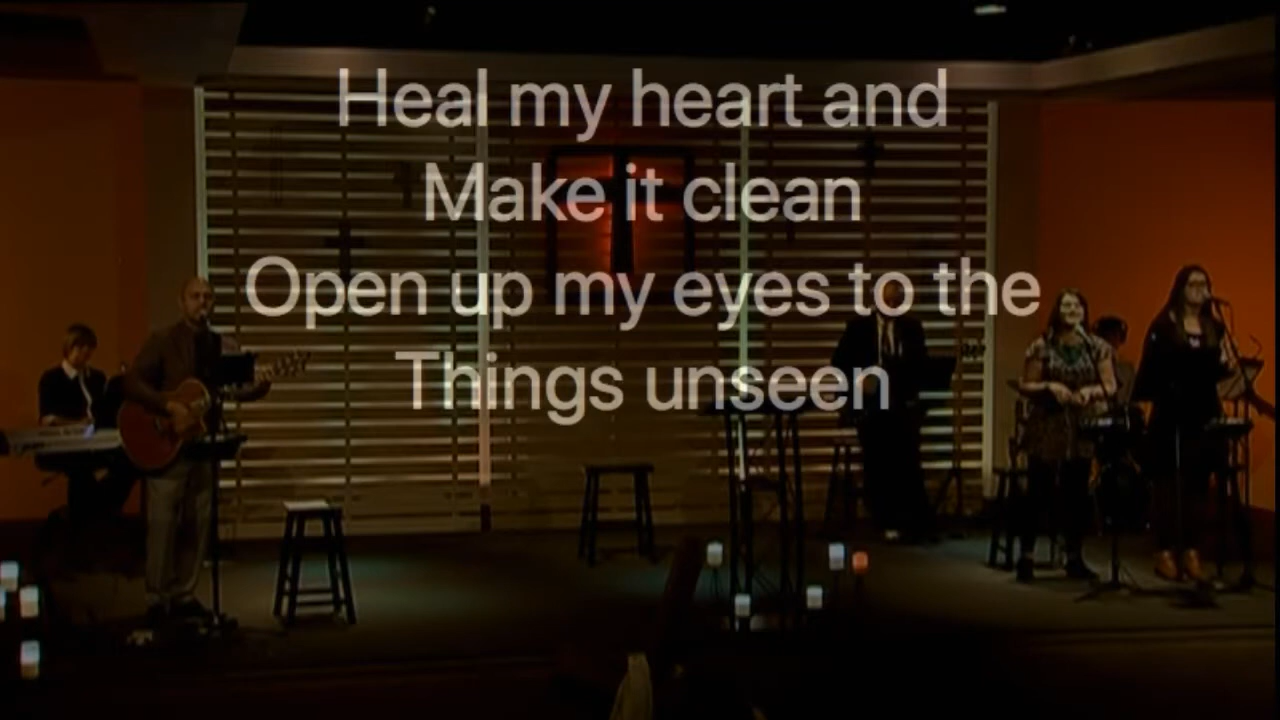 Heal my heart and
Make it clean
Open up my eyes to the
Things unseen